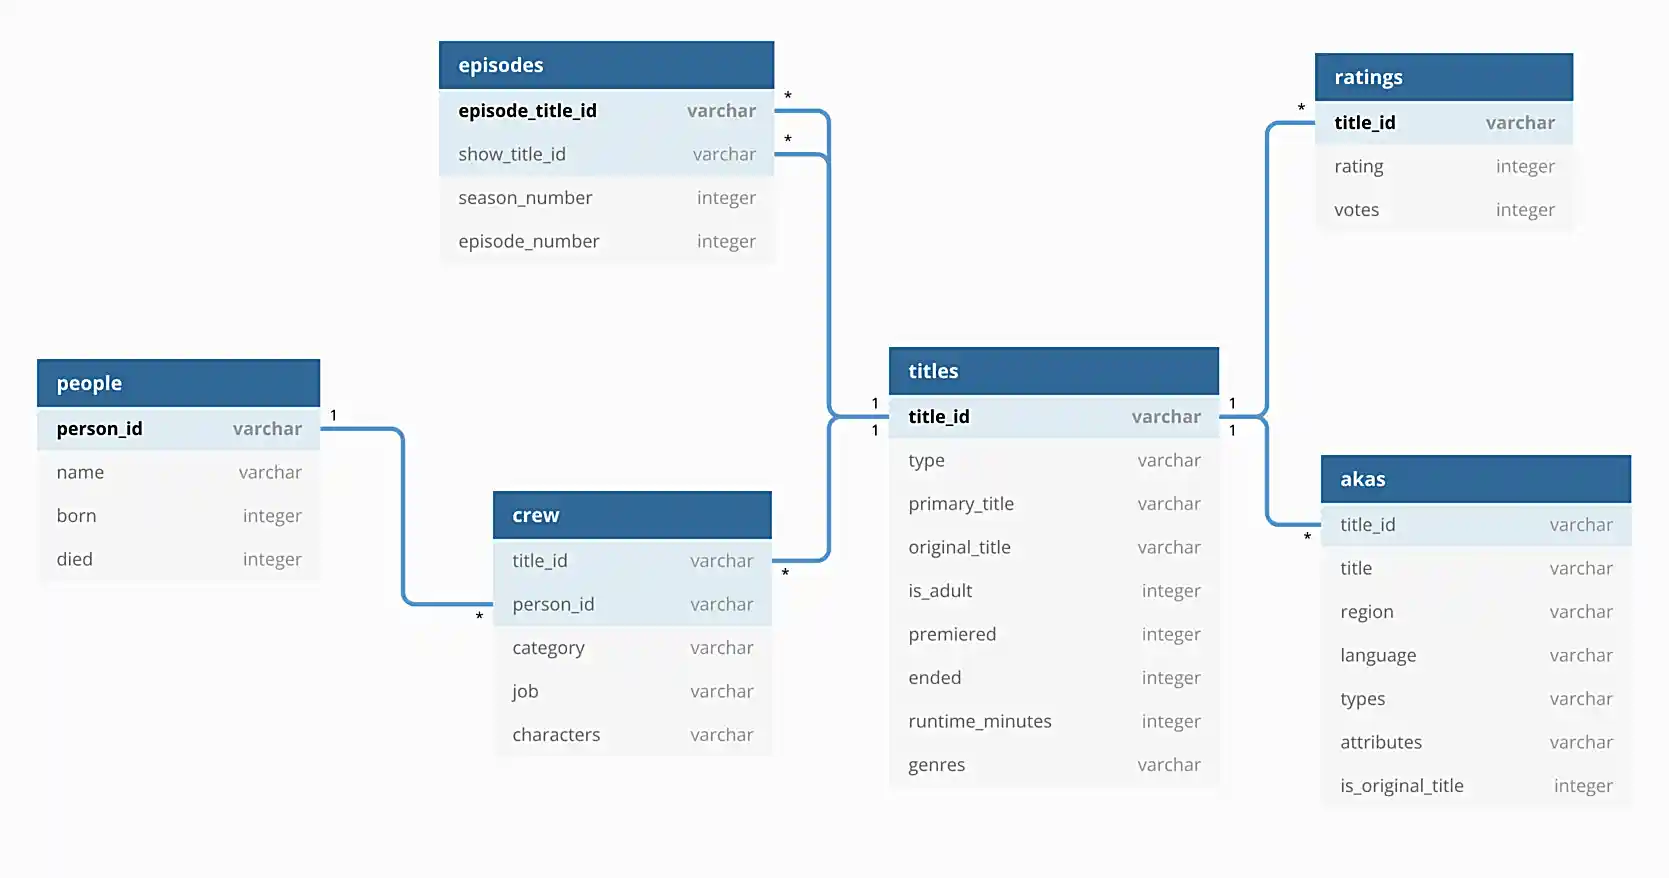 episodes
episode_title_id varchar
show_title_id varchar
season_number integer
episode_number integer
*
*
ratings
title_id varchar
rating integer
votes integer
*
people
person_id varchar
name varchar
born integer
died integer
1
crew
title_id varchar
person_id varchar
category varchar
job varchar
characters varchar
*
*
titles
title_id varchar
type varchar
primary_title varchar
original_title varchar
is_adult integer
premiered integer
ended integer
runtime_minutes integer
genres varchar
1
1
1
1
akas
title_id varchar
title varchar
region varchar
language varchar
types varchar
attributes varchar
is_original_title integer
*